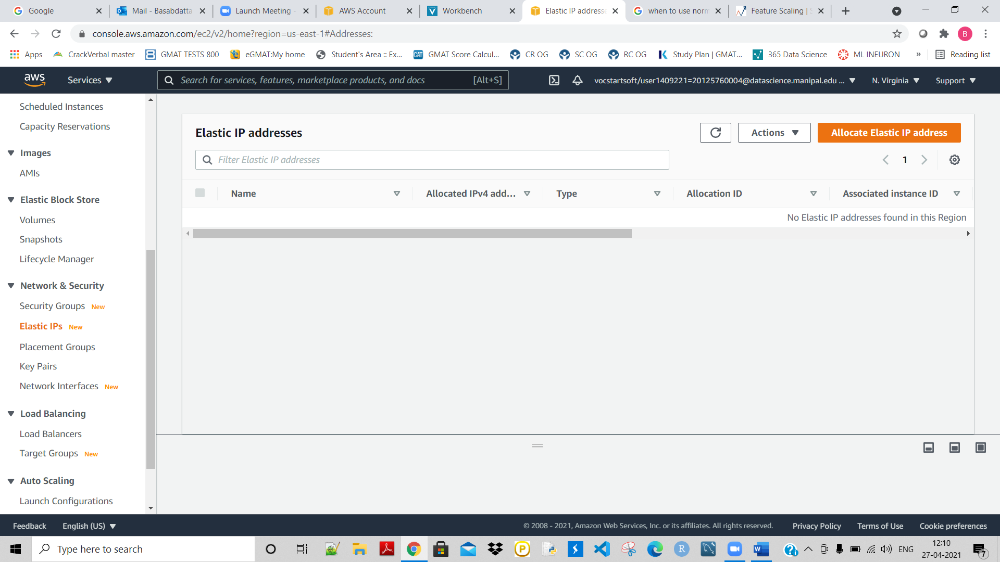 Google
Mail - Basabdatta
Launch Meeting -
AWS Account
Workbench
Elastic IP addresse
when to use norm
Feature Scaling | S
console.aws.amazon.com/ec2/v2/home?region=us-east-1#Addresses:
B
Apps
CrackVerbal master
GMAT TESTS 800
eGMAT:My home
Student's Area :: Ex...
CAT
GMAT Score Calcul...
CR OG
SC OG
RC OG
Study Plan | GMAT...
365 Data Science
ML INEURON
»
Reading list
aws
Services
Search for services, features, marketplace products, and docs
[Alt+S]
vocstartsoft/user1409221=20125760004@datascience.manipal.edu ...
N. Virginia
Support
Scheduled Instances
Capacity Reservations
Images
AMIs
Elastic Block Store
Volumes
Snapshots
Lifecycle Manager
Network & Security
Security Groups New
Elastic IPs New
Placement Groups
Key Pairs
Network Interfaces New
Load Balancing
Load Balancers
Target Groups New
Auto Scaling
Launch Configurations
Elastic IP addresses
Actions
Allocate Elastic IP address
Filter Elastic IP addresses
1
Name
Allocated IPv4 add...
Type
Allocation ID
Associated instance ID
No Elastic IP addresses found in this Region
Feedback
English (US)
© 2008 - 2021, Amazon Web Services, Inc. or its affiliates. All rights reserved.
Privacy Policy
Terms of Use
Cookie preferences
Type here to search
ENG
12:10
27-04-2021
7